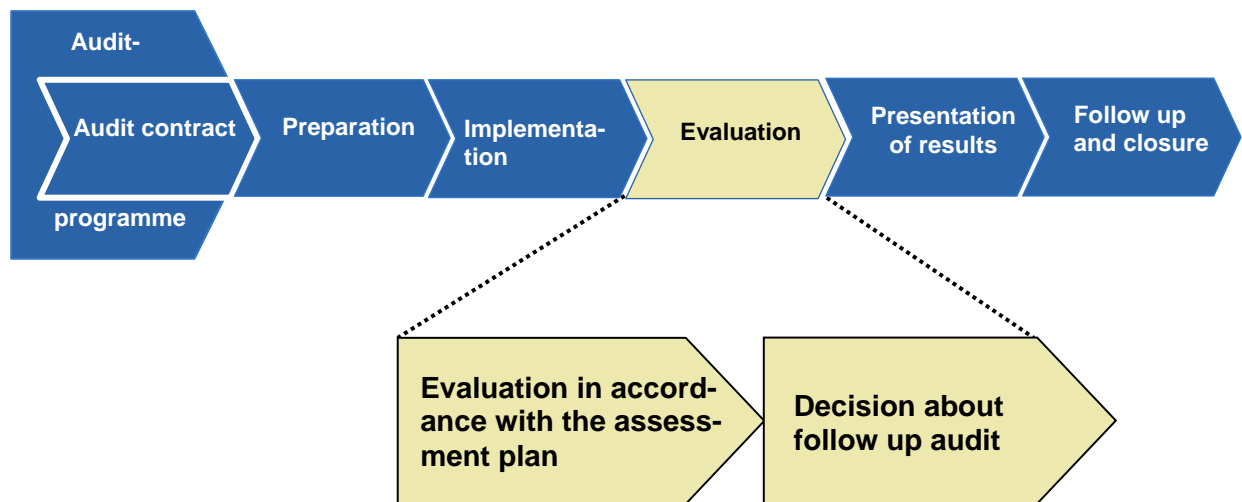 Audit-
programme
Audit contract
Preparation
Implementa-
tion
Evaluation
Presentation
of results
Follow up
and closure
Evaluation in accord-
ance with the assess-
ment plan
Decision about
follow up audit